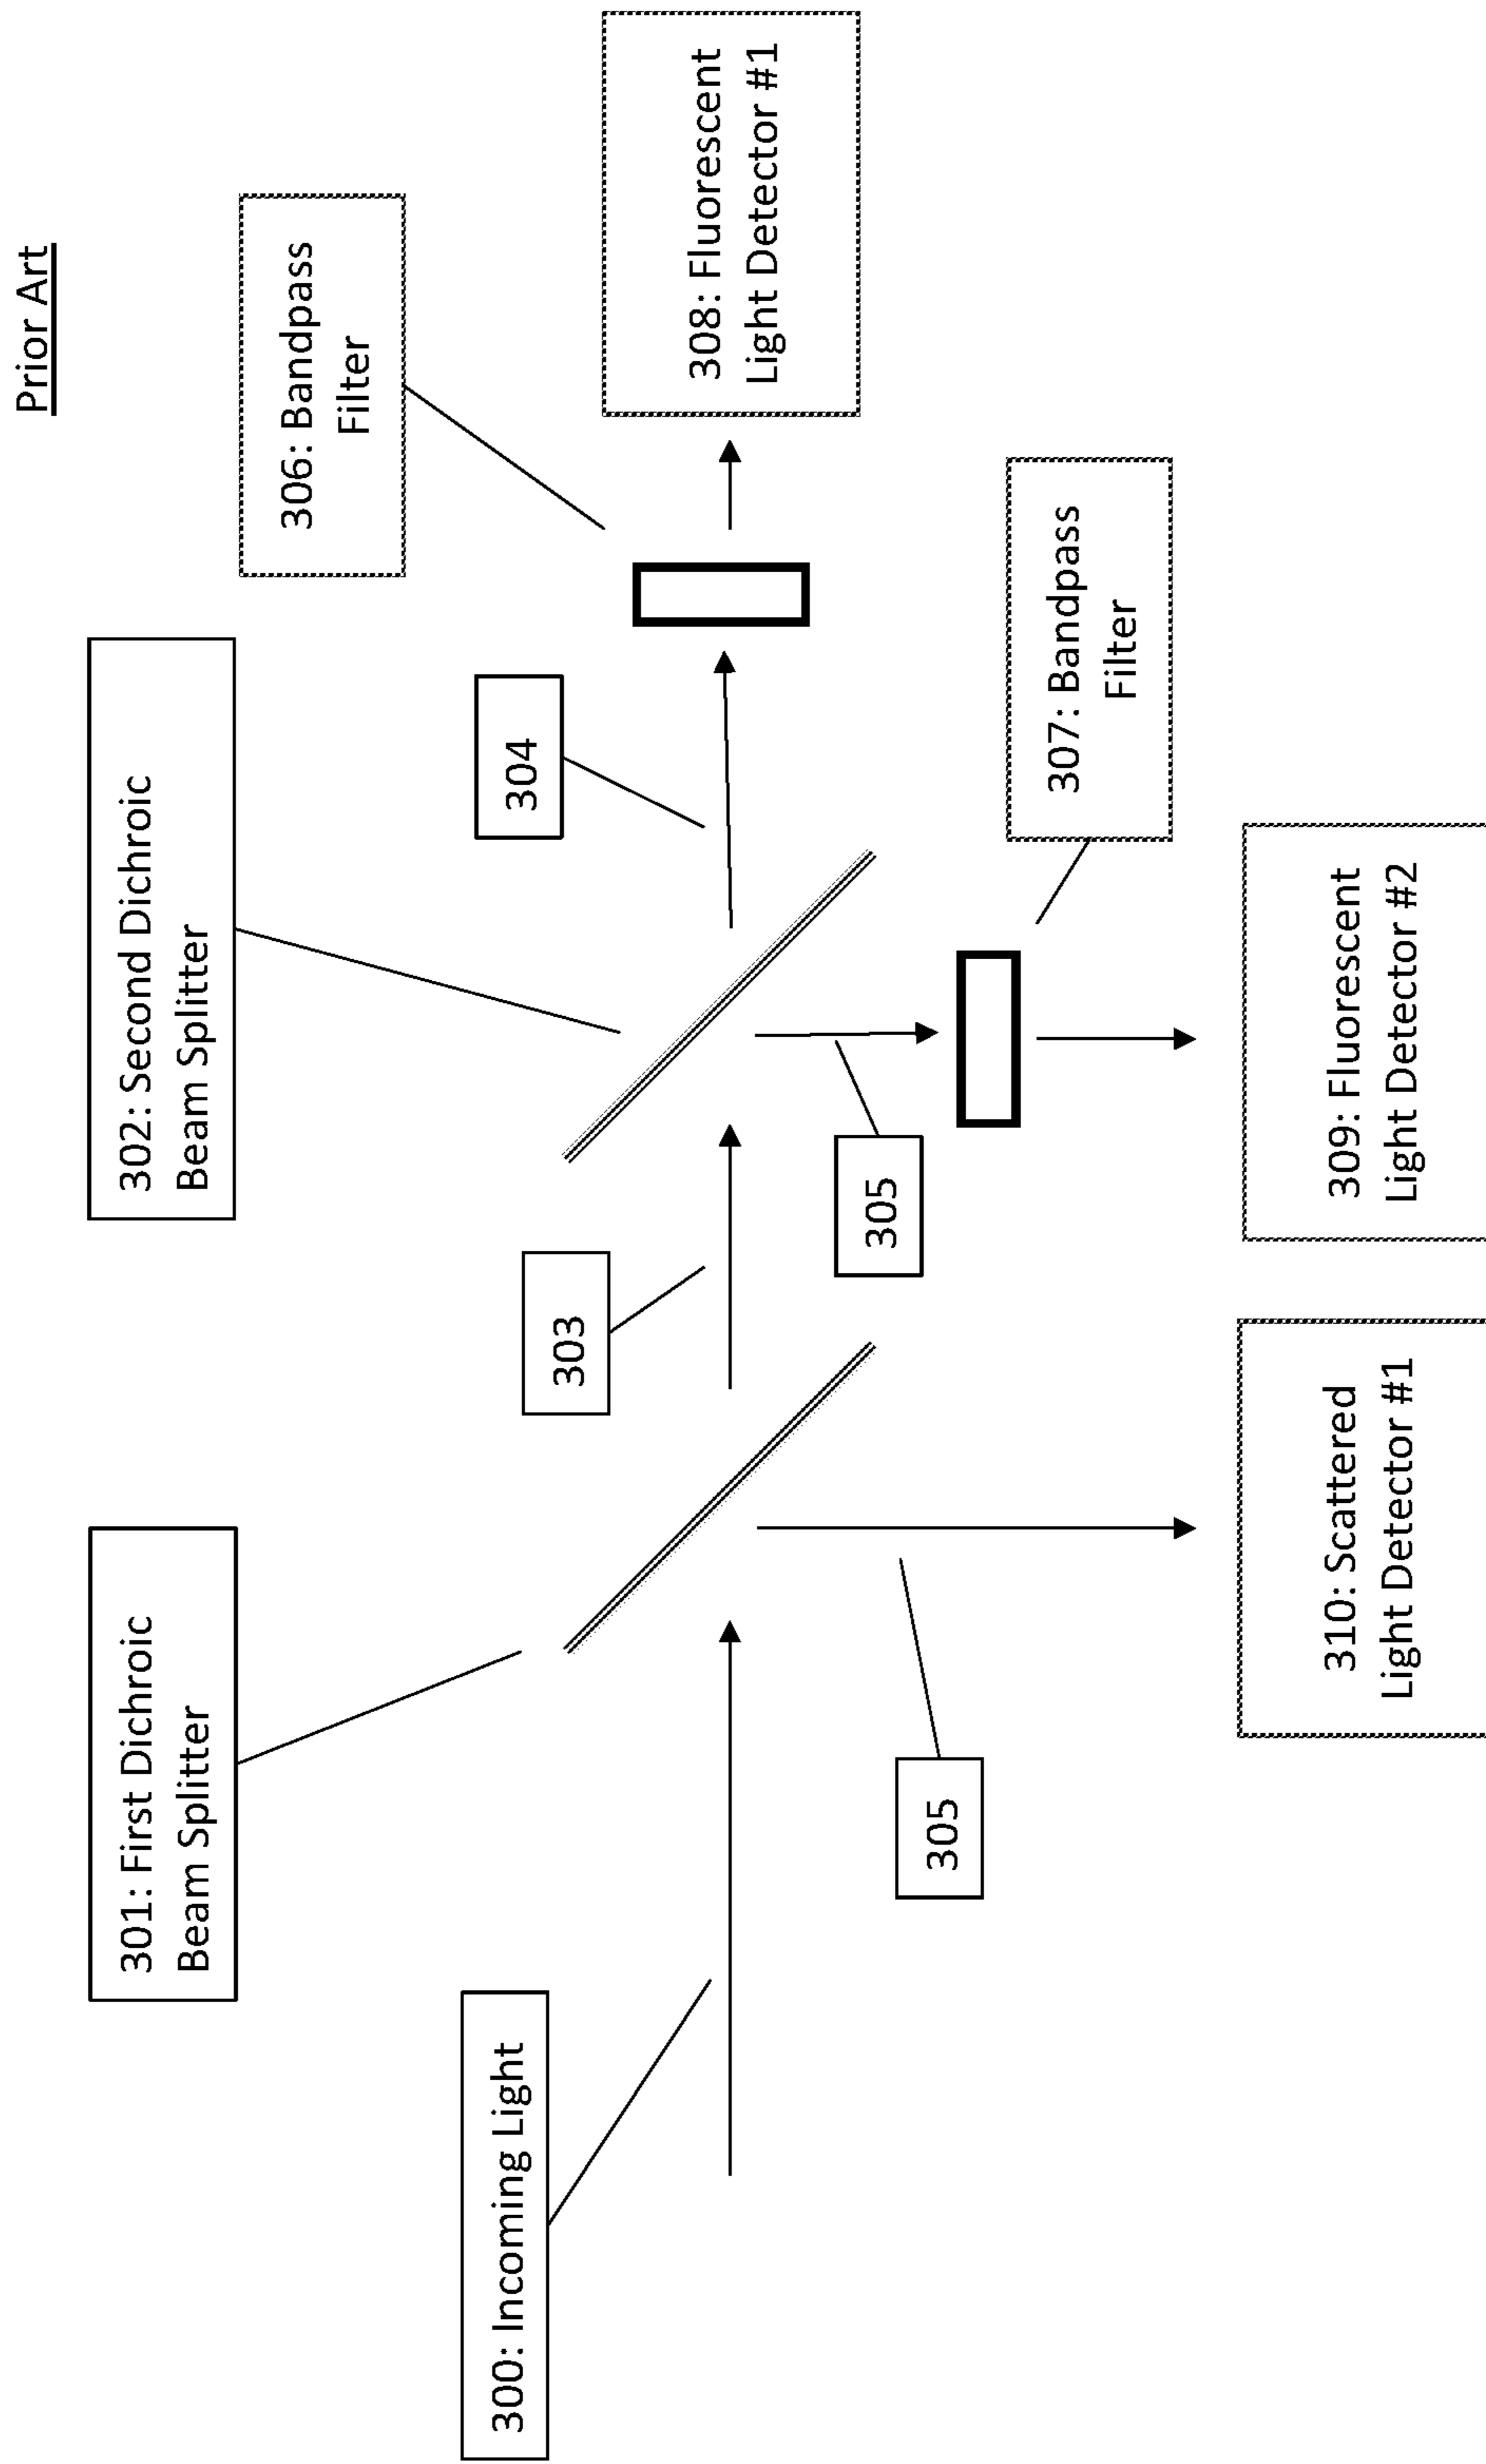 Prior Art
301: First Dichroic
Beam Splitter
302: Second Dichroic
Beam Splitter
306: Bandpass
Filter
300: Incoming Light
303
304
308: Fluorescent
Light Detector #1
305
305
307: Bandpass
Filter
310: Scattered
Light Detector #1
309: Fluorescent
Light Detector #2